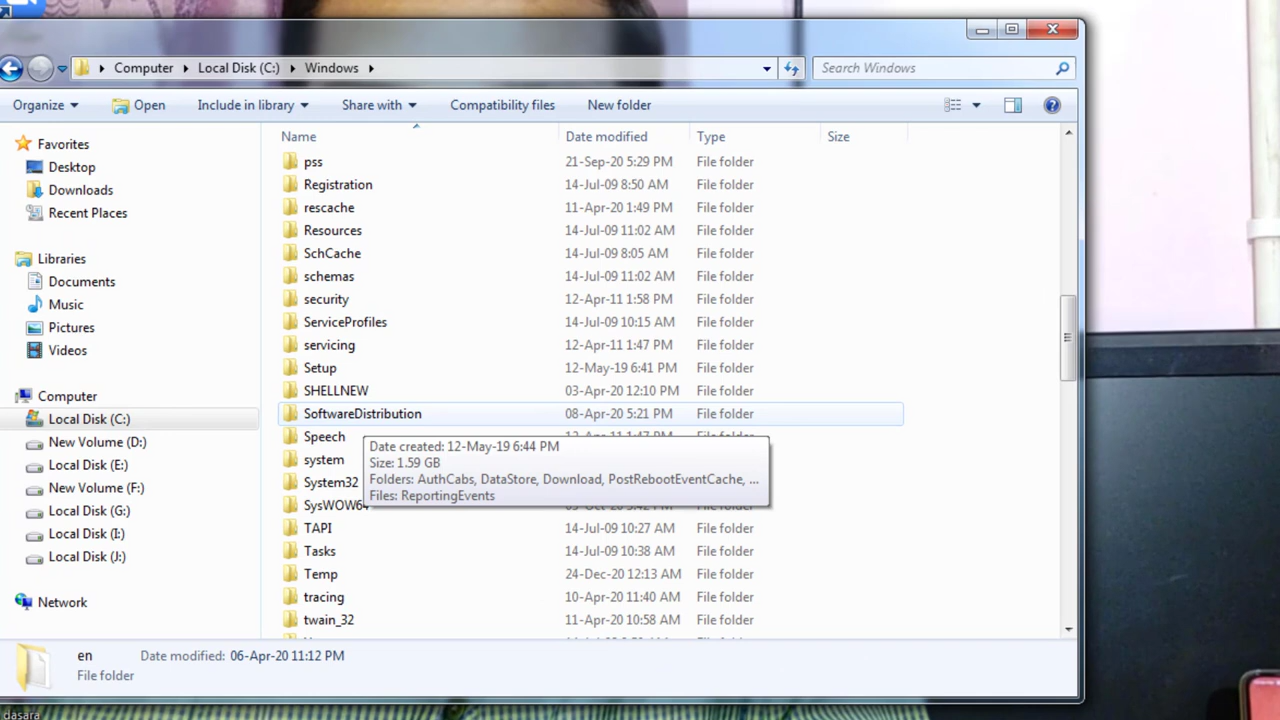 Computer Local Disk (C:) Windows Search Windows
Organize Open Include in library Share with Compatibility files New folder
Favorites
Desktop
Downloads
Recent Places
Libraries
Documents
Music
Pictures
Videos
Computer
Local Disk (C:)
New Volume (D:)
Local Disk (E:)
New Volume (F:)
Local Disk (G:)
Local Disk (I:)
Local Disk (J:)
Network
Name Date modified Type Size
pss 21-Sep-20 5:29 PM File folder
Registration 14-Jul-09 8:50 AM File folder
rescache 11-Apr-20 1:49 PM File folder
Resources 14-Jul-09 11:02 AM File folder
SchCache 14-Jul-09 8:05 AM File folder
schemas 14-Jul-09 11:02 AM File folder
security 12-Apr-11 1:58 PM File folder
ServiceProfiles 14-Jul-09 10:15 AM File folder
servicing 12-Apr-11 1:47 PM File folder
Setup 12-May-19 6:41 PM File folder
SHELLNEW 03-Apr-20 12:10 PM File folder
SoftwareDistribution 08-Apr-20 5:21 PM File folder
Speech 12-Apr-11 1:47 PM File folder
system
System32
SysWOW64
Date created: 12-May-19 6:44 PM
Size: 1.59 GB
Folders: AuthCabs, DataStore, Download, PostRebootEventCache, ...
Files: ReportingEvents
TAPI 14-Jul-09 10:27 AM File folder
Tasks 14-Jul-09 10:38 AM File folder
Temp 24-Dec-20 12:13 AM File folder
tracing 10-Apr-20 11:40 AM File folder
twain_32 11-Apr-20 10:58 AM File folder
en Date modified: 06-Apr-20 11:12 PM
File folder
dasara